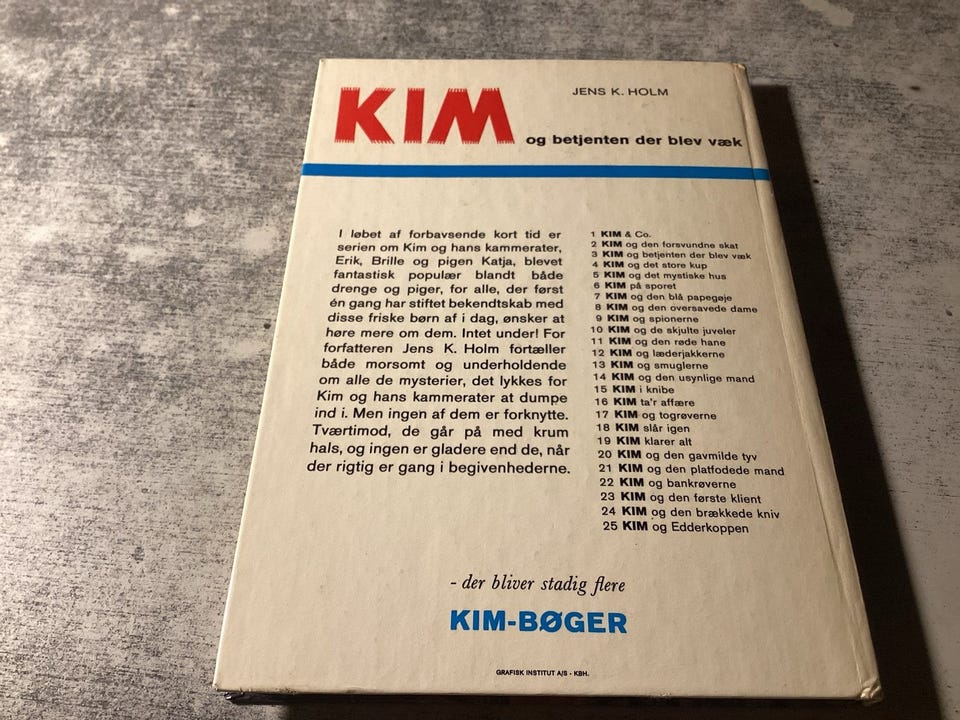 JENS K. HOLM
KIM
og betjenten der blev væk
I løbet af forbavsende kort tid er
serien om Kim og hans kammerater,
Erik, Brille og pigen Katja, blevet
fantastisk populær blandt både
drenge og piger, for alle, der først
én gang har stiftet bekendtskab med
disse friske børn af i dag, ønsker at
høre mere om dem. Intet under! For
forfatteren Jens K. Holm fortæller
både morsomt og underholdende
om alle de mysterier, det lykkes for
Kim og hans kammerater at dumpe
ind i. Men ingen af dem er forknytte.
Tværtimod, de går på med krum
hals, og ingen er gladere end de, når
der rigtig er gang i begivenhederne.
1 KIM & Co.
2 KIM og den forsvundne skat
3 KIM og betjenten der blev væk
4 KIM og det store kup
5 KIM og det mystiske hus
6 KIM på sporet
7 KIM og den blå papegøje
8 KIM og den oversavede dame
9 KIM og spionerne
10 KIM og de skjulte juveler
11 KIM og den røde hane
12 KIM og læderjakkerne
13 KIM og smuglerne
14 KIM og den usynlige mand
15 KIM i knibe
16 KIM ta'r affære
17 KIM og togrøverne
18 KIM slår igen
19 KIM klarer alt
20 KIM og den gavmilde tyv
21 KIM og den platfodede mand
22 KIM og bankrøverne
23 KIM og den første klient
24 KIM og den brækkede kniv
25 KIM og Edderkoppen
- der bliver stadig flere
KIM-BØGER
GRAFISK INSTITUT A/S - KBH.